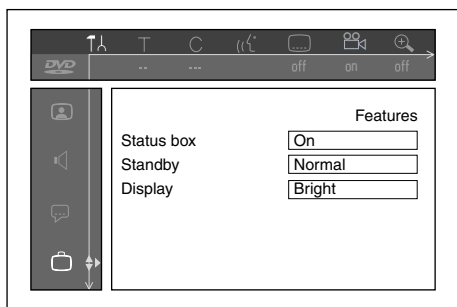 T C
DVD -- --- off on off
Features
Status box On
Standby Normal
Display Bright